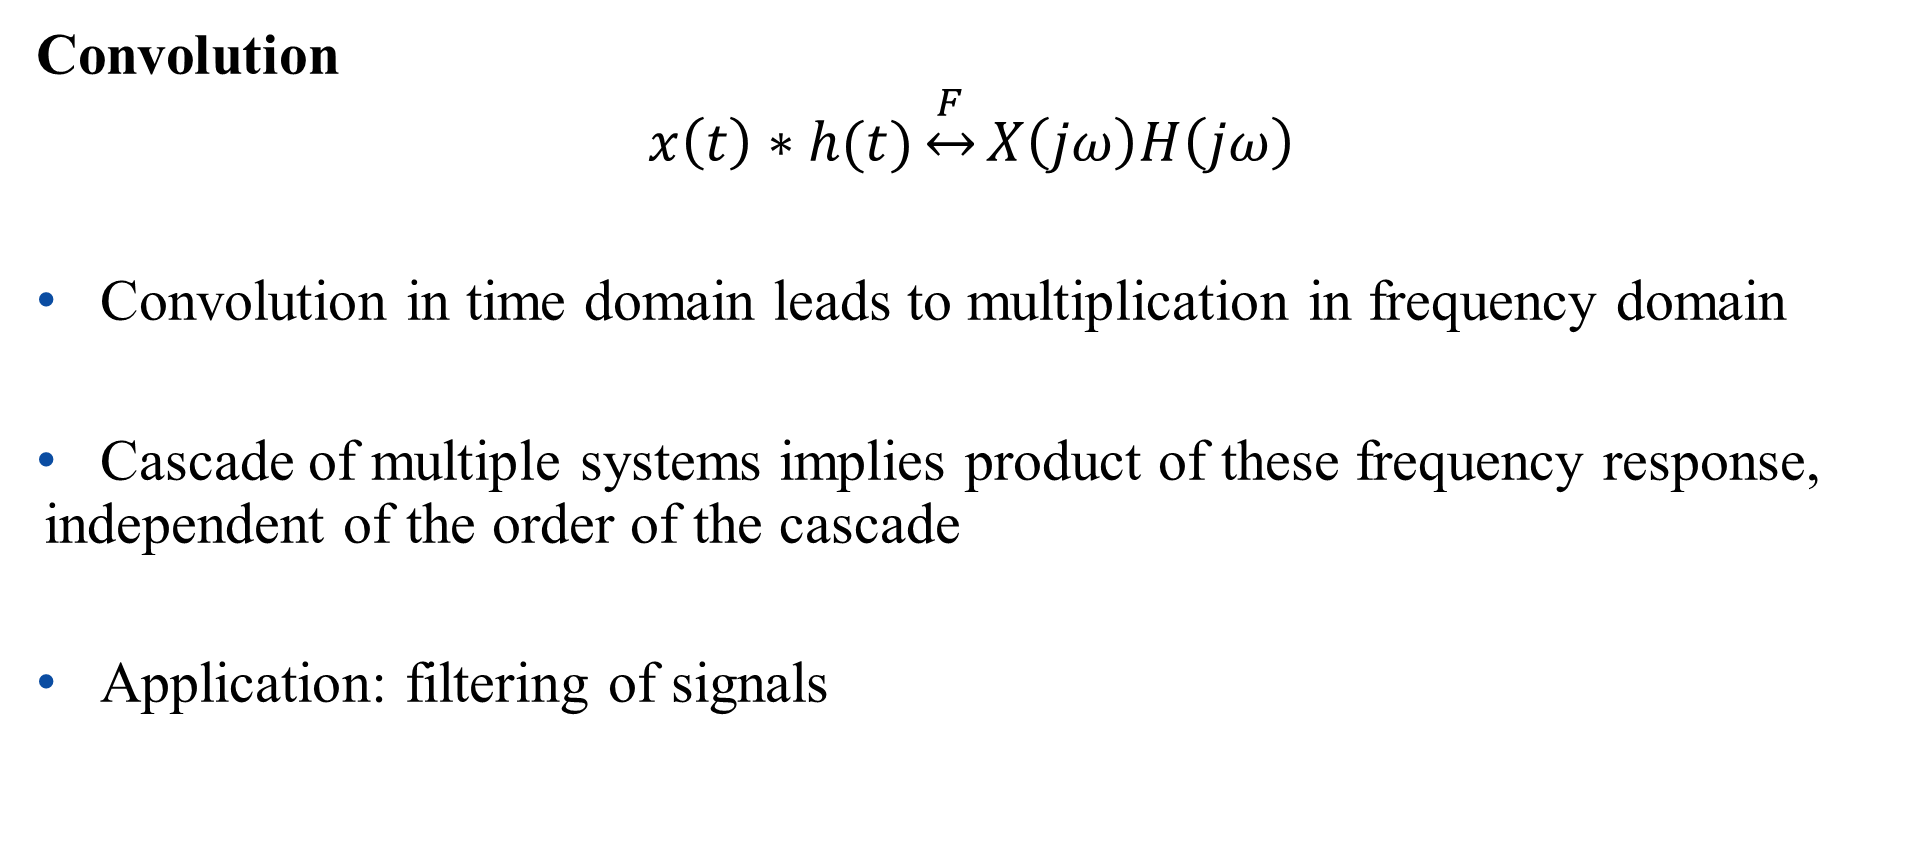 Convolution
x(t) ∗ h(t) F↔ X(jω)H(jω)
• Convolution in time domain leads to multiplication in frequency domain
• Cascade of multiple systems implies product of these frequency response,
independent of the order of the cascade
• Application: filtering of signals